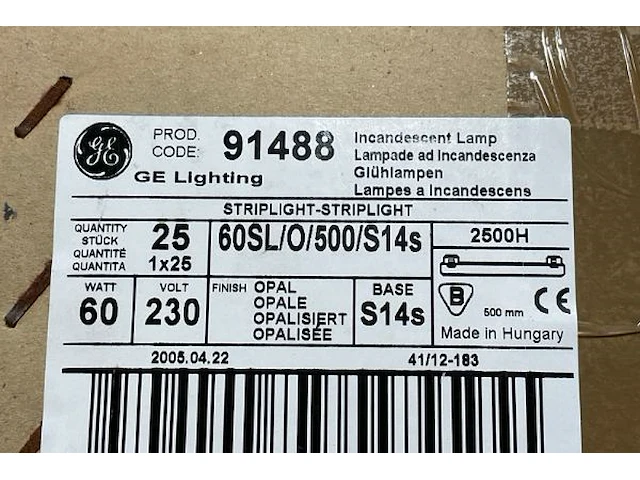 GE
PROD. CODE: 91488
GE Lighting
Incandescent Lamp
Lampade ad Incandescenza
Glühlampen
Lampes a Incandescens
STRIPLIGHT-STRIPLIGHT
QUANTITY
STÜCK
QUANTITÉ
QUANTITA
25
1x25
60SL/O/500/S14s
2500H
WATT
60
VOLT
230
FINISH OPAL
OPALE
OPALISIERT
OPALISÉE
BASE
S14s
B
500 mm
CE
Made in Hungary
2005.04.22
41/12-183